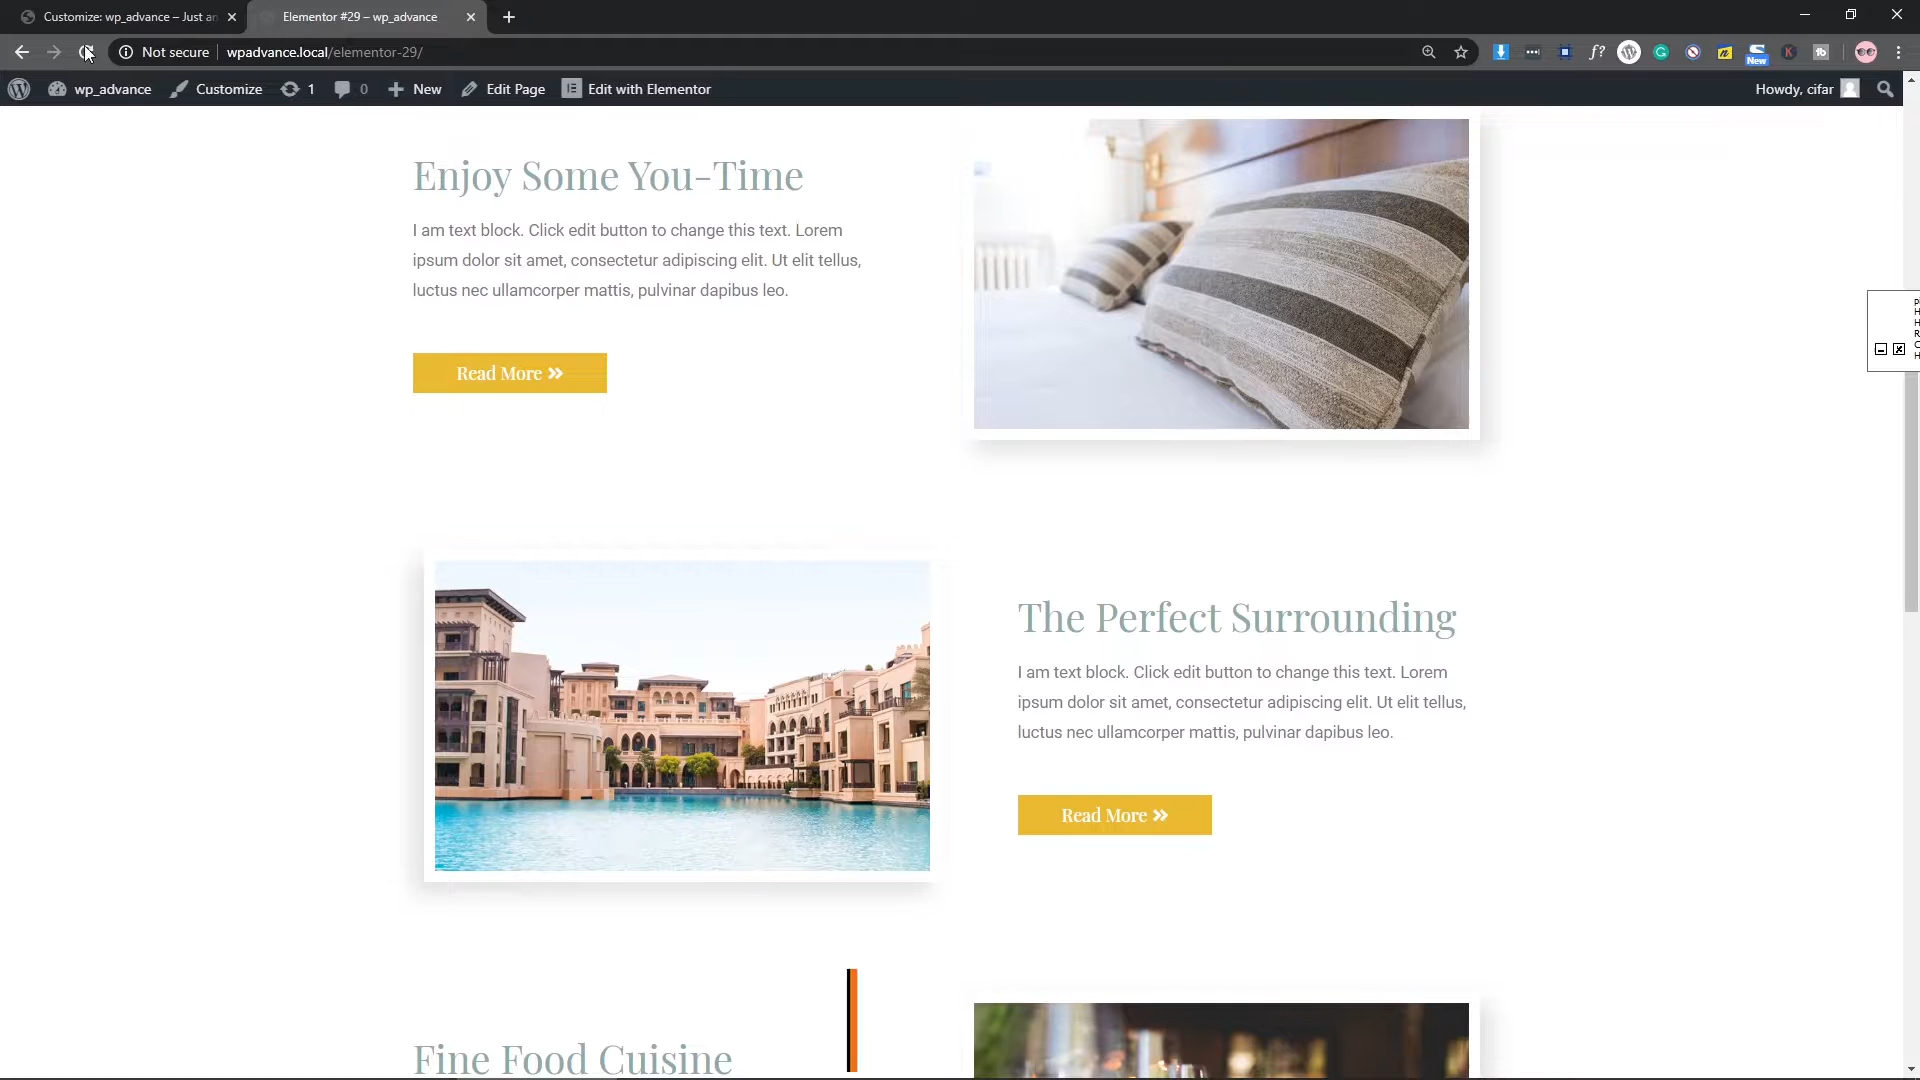 Customize: wp_advance – Just an
Elementor #29 – wp_advance
Not secure
wpadvance.local/elementor-29/
f?
G
n
S
New
K
fb
wp_advance
Customize
1
0
New
Edit Page
Edit with Elementor
Howdy, cifar
Enjoy Some You-Time
I am text block. Click edit button to change this text. Lorem
ipsum dolor sit amet, consectetur adipiscing elit. Ut elit tellus,
luctus nec ullamcorper mattis, pulvinar dapibus leo.
Read More
The Perfect Surrounding
I am text block. Click edit button to change this text. Lorem
ipsum dolor sit amet, consectetur adipiscing elit. Ut elit tellus,
luctus nec ullamcorper mattis, pulvinar dapibus leo.
Read More
Fine Food Cuisine